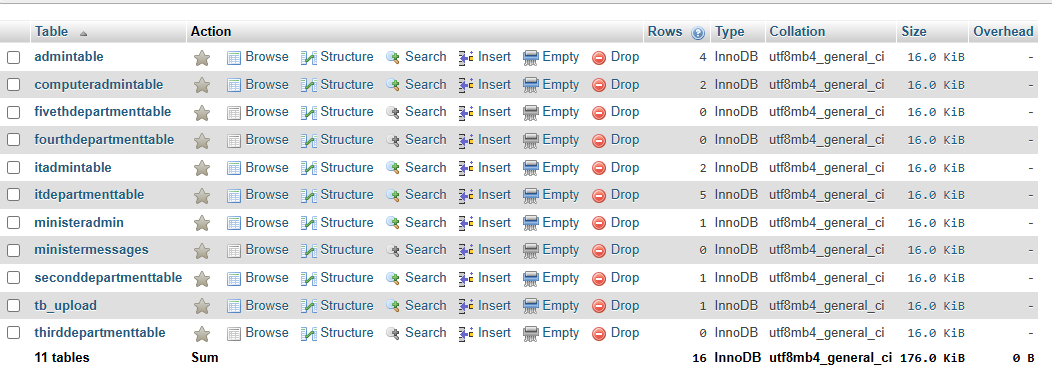 Table Action Rows Type Collation Size Overhead
admintable Browse Structure Search Insert Empty Drop 4 InnoDB utf8mb4_general_ci 16.0 KiB -
computeradmintable Browse Structure Search Insert Empty Drop 2 InnoDB utf8mb4_general_ci 16.0 KiB -
fivethdepartmenttable Browse Structure Search Insert Empty Drop 0 InnoDB utf8mb4_general_ci 16.0 KiB -
fourthdepartmenttable Browse Structure Search Insert Empty Drop 0 InnoDB utf8mb4_general_ci 16.0 KiB -
itadmintable Browse Structure Search Insert Empty Drop 2 InnoDB utf8mb4_general_ci 16.0 KiB -
itdepartmenttable Browse Structure Search Insert Empty Drop 5 InnoDB utf8mb4_general_ci 16.0 KiB -
ministeradmin Browse Structure Search Insert Empty Drop 1 InnoDB utf8mb4_general_ci 16.0 KiB -
ministermessages Browse Structure Search Insert Empty Drop 0 InnoDB utf8mb4_general_ci 16.0 KiB -
seconddepartmenttable Browse Structure Search Insert Empty Drop 1 InnoDB utf8mb4_general_ci 16.0 KiB -
tb_upload Browse Structure Search Insert Empty Drop 1 InnoDB utf8mb4_general_ci 16.0 KiB -
thirddepartmenttable Browse Structure Search Insert Empty Drop 0 InnoDB utf8mb4_general_ci 16.0 KiB -
11 tables Sum 16 InnoDB utf8mb4_general_ci 176.0 KiB 0 B